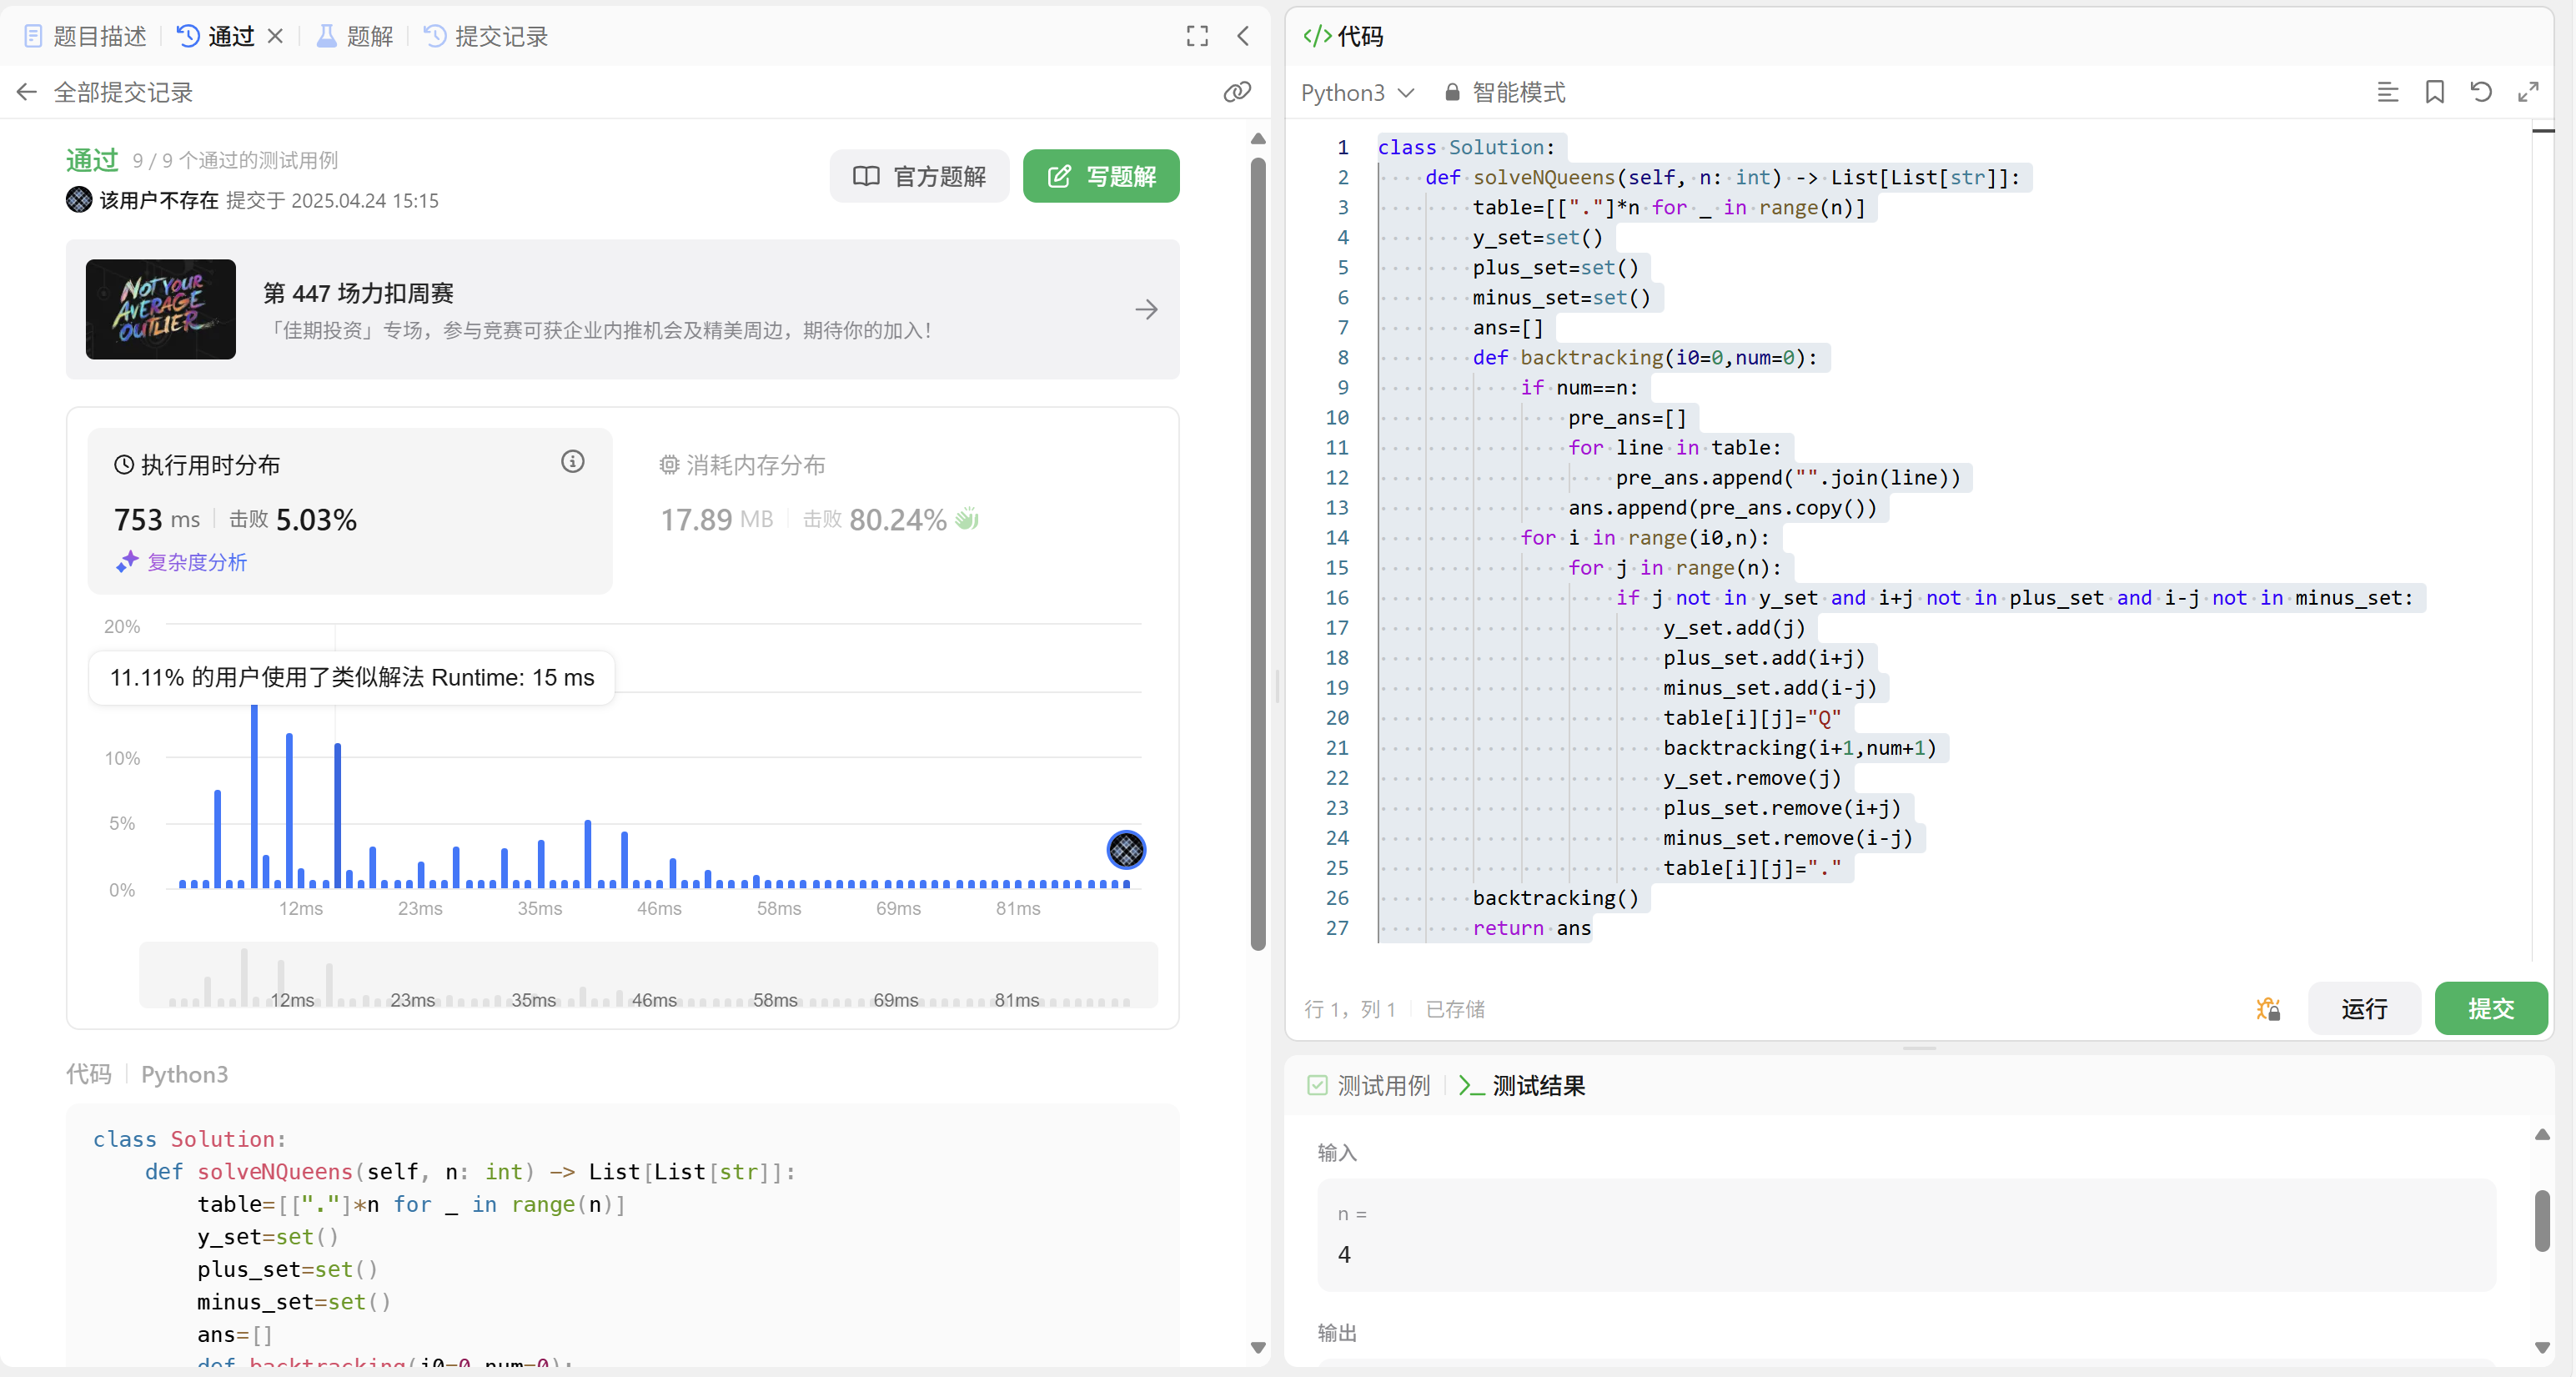 题目描述 通过 题解 提交记录
全部提交记录
通过 9 / 9 个通过的测试用例
该用户不存在 提交于 2025.04.24 15:15
官方题解 写题解
NOT YOUR AVERAGE OUTLIER
第 447 场力扣周赛
「佳期投资」专场，参与竞赛可获企业内推机会及精美周边，期待你的加入！
执行用时分布
753 ms 击败 5.03%
复杂度分析
消耗内存分布
17.89 MB 击败 80.24%
20%
11.11% 的用户使用了类似解法 Runtime: 15 ms
10%
5%
0%
12ms 23ms 35ms 46ms 58ms 69ms 81ms
12ms 23ms 35ms 46ms 58ms 69ms 81ms
代码 Python3
class Solution:
    def solveNQueens(self, n: int) -> List[List[str]]:
        table=[["."]*n for _ in range(n)]
        y_set=set()
        plus_set=set()
        minus_set=set()
        ans=[]
        def backtracking(i0=0,num=0):
</> 代码
Python3 智能模式
1 class Solution:
2     def solveNQueens(self, n: int) -> List[List[str]]:
3         table=[["."]*n for _ in range(n)]
4         y_set=set()
5         plus_set=set()
6         minus_set=set()
7         ans=[]
8         def backtracking(i0=0,num=0):
9             if num==n:
10                 pre_ans=[]
11                 for line in table:
12                     pre_ans.append("".join(line))
13                 ans.append(pre_ans.copy())
14             for i in range(i0,n):
15                 for j in range(n):
16                     if j not in y_set and i+j not in plus_set and i-j not in minus_set:
17                         y_set.add(j)
18                         plus_set.add(i+j)
19                         minus_set.add(i-j)
20                         table[i][j]="Q"
21                         backtracking(i+1,num+1)
22                         y_set.remove(j)
23                         plus_set.remove(i+j)
24                         minus_set.remove(i-j)
25                         table[i][j]="."
26         backtracking()
27         return ans
行 1，列 1 已存储
运行 提交
测试用例 测试结果
输入
n =
4
输出